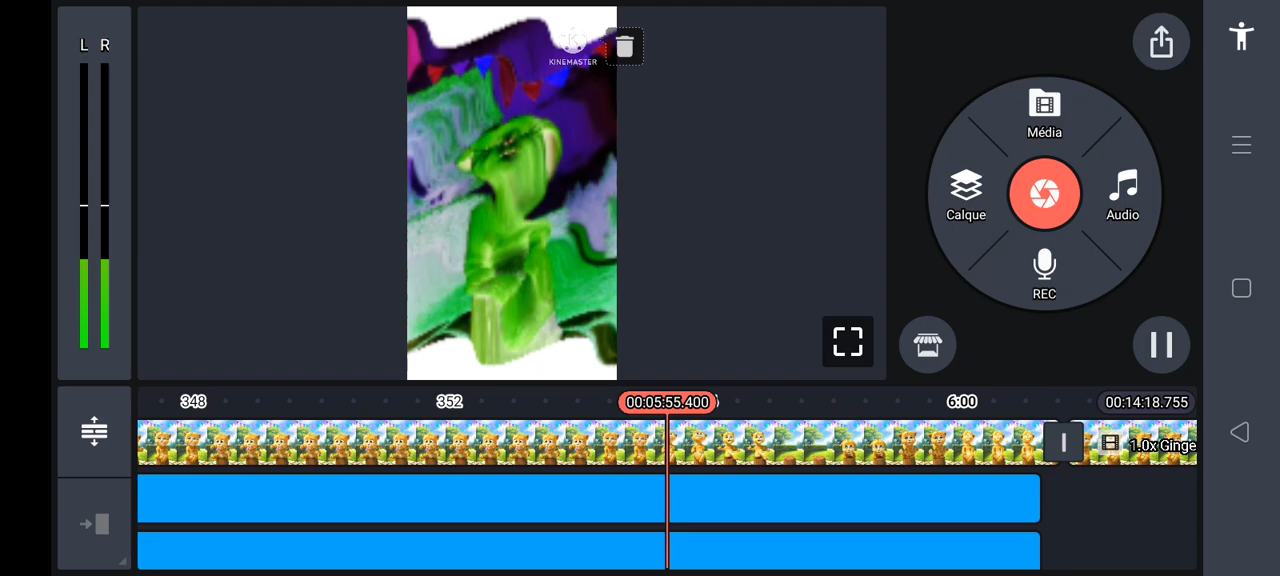 L R
KINEMASTER
Média
Calque
Audio
REC
348
352
00:05:55.400
6:00
00:14:18.755
1.0x Ginge